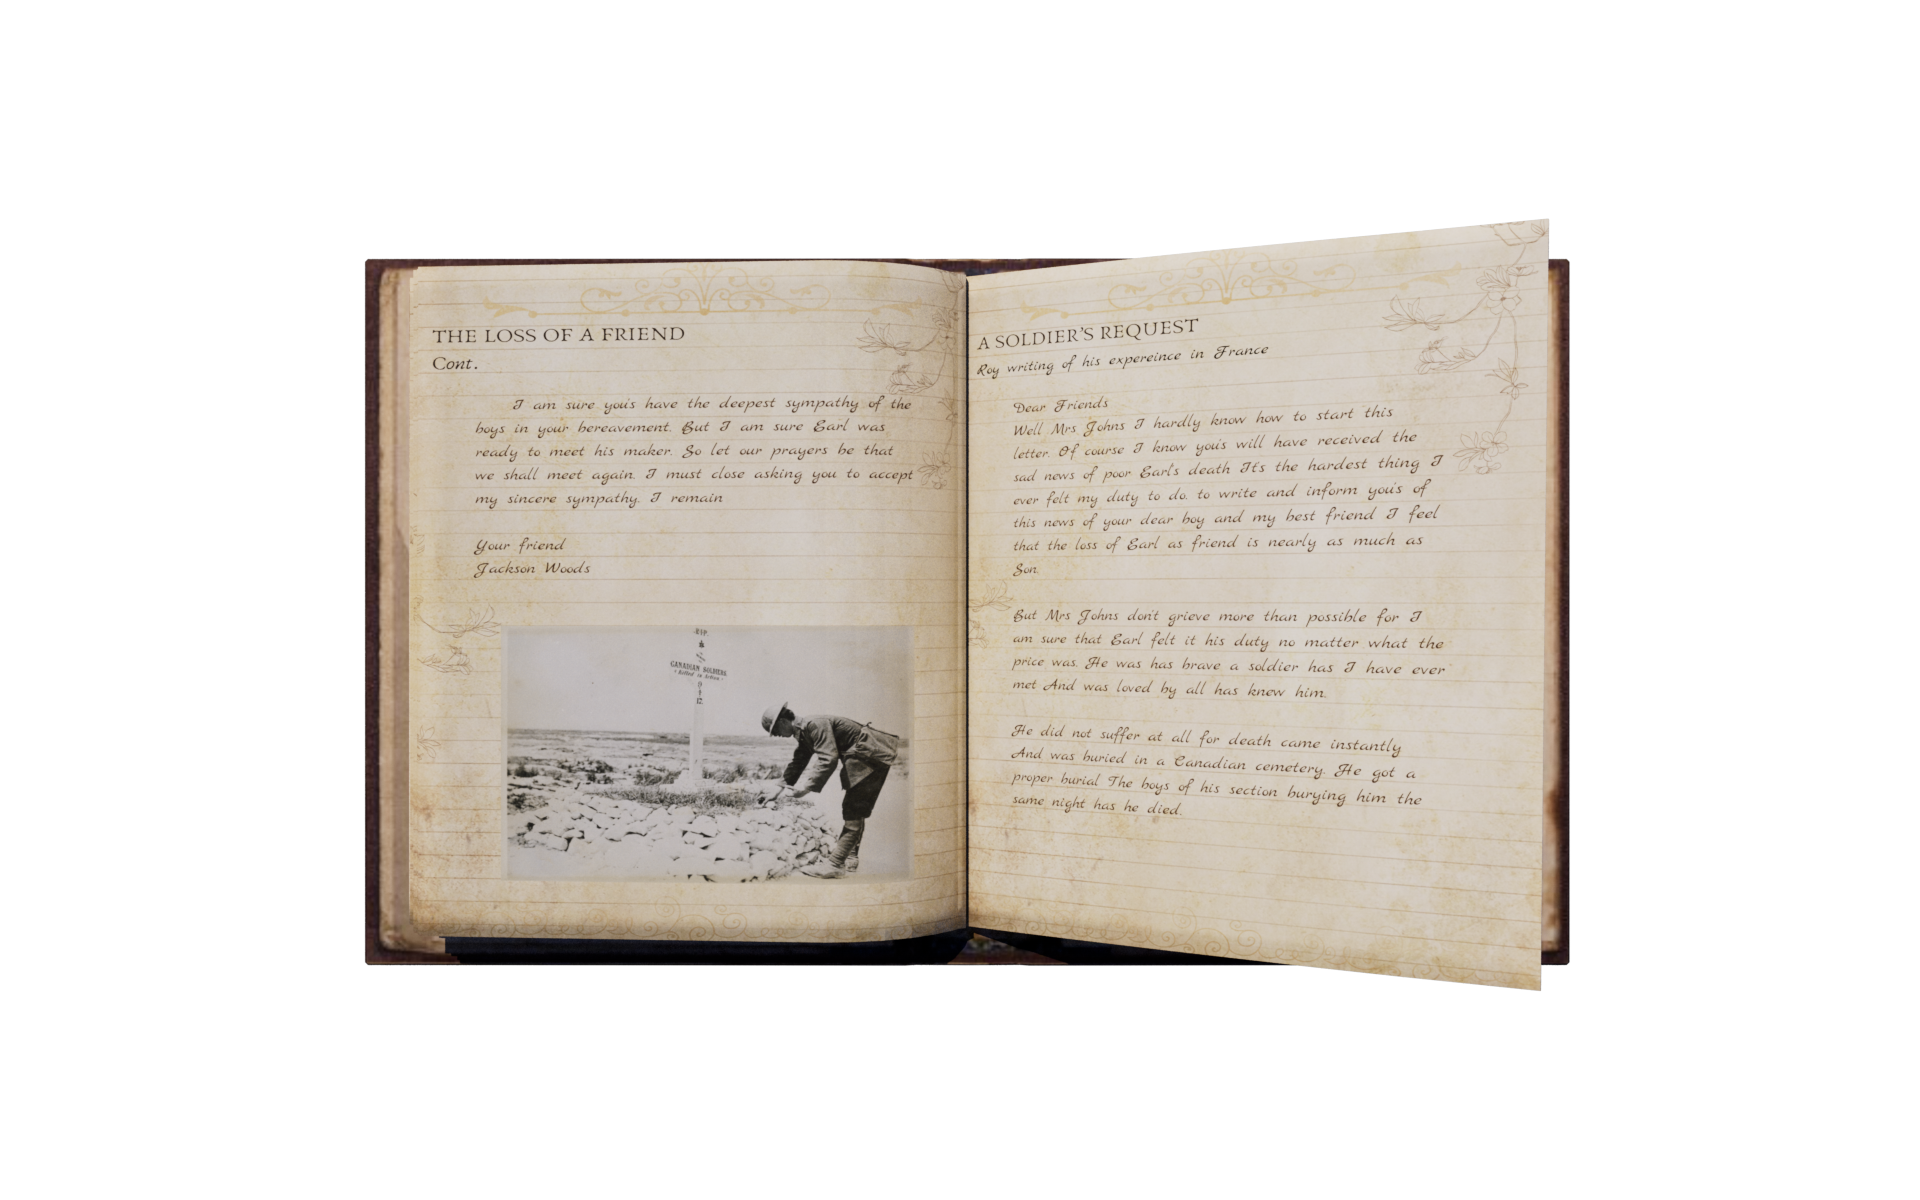 THE LOSS OF A FRIEND
Cont.
I am sure you's have the deepest sympathy of the
boys in your bereavement. But I am sure Earl was
ready to meet his maker. So let our prayers be that
we shall meet again. I must close asking you to accept
my sincere sympathy. I remain
Your friend
Jackson Woods
R.I.P.
CANADIAN SOLDIERS
Killed in Action
9
4
17.
A SOLDIER'S REQUEST
Roy writing of his expereince in France
Dear Friends
Well Mrs Johns I hardly know how to start this
letter. Of course I know you's will have received the
sad news of poor Earl's death It's the hardest thing I
ever felt my duty to do, to write and inform you's of
this news of your dear boy and my best friend I feel
that the loss of Earl as friend is nearly as much as
Son.
But Mrs Johns don't grieve more than possible for I
am sure that Earl felt it his duty no matter what the
price was. He was has brave a soldier has I have ever
met And was loved by all has knew him.
He did not suffer at all for death came instantly
And was buried in a Canadian cemetery. He got a
proper burial The boys of his section burying him the
same night has he died.